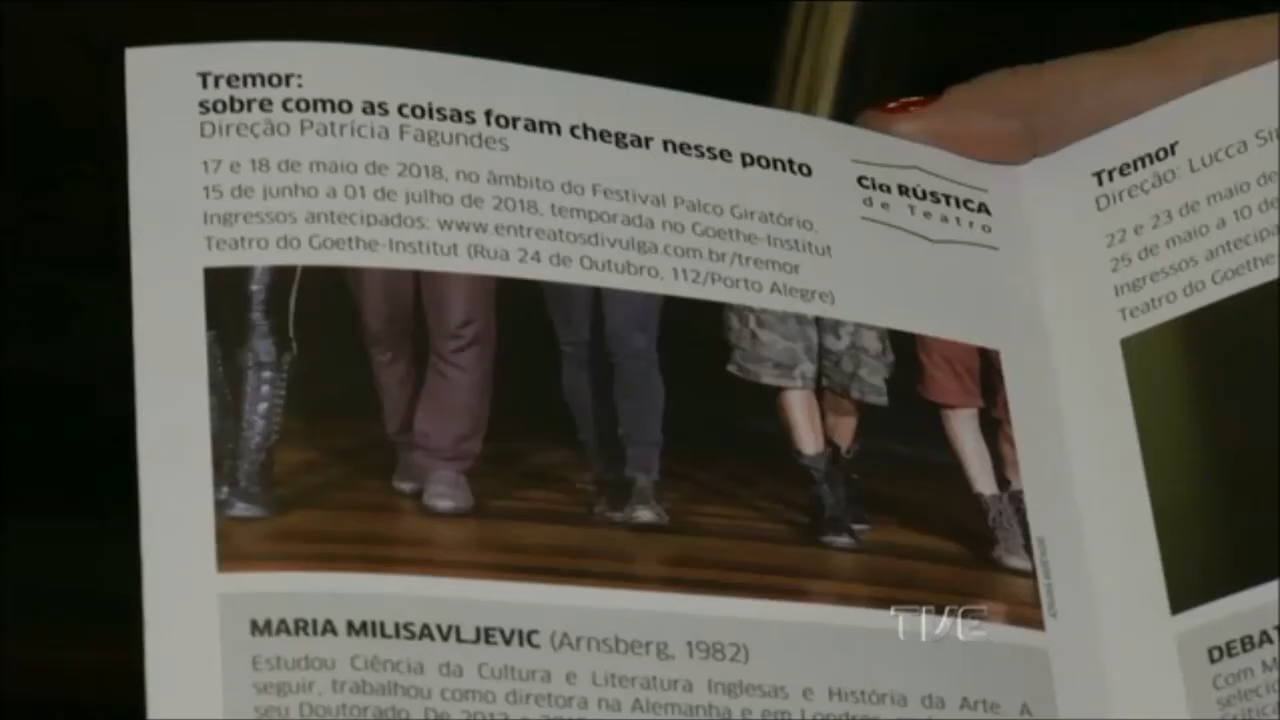 Tremor:
sobre como as coisas foram chegar nesse ponto
Direção Patrícia Fagundes
17 e 18 de maio de 2018, no âmbito do Festival Palco Giratório.
15 de junho a 01 de julho de 2018, temporada no Goethe-Institut
Ingressos antecipados: www.entreatosdivulga.com.br/tremor
Teatro do Goethe-Institut (Rua 24 de Outubro, 112/Porto Alegre)
Cia RÚSTICA
de Teatro
MARIA MILISAVLJEVIC (Arnsberg, 1982)
Estudou Ciência da Cultura e Literatura Inglesas e História da Arte. A
seguir, trabalhou como diretora na Alemanha e em Londres
seu Doutorado. De
Tremor
Direção: Lucca
22 e 23 de maio de
25 de maio a 10 de
Ingressos
Teatro do Goethe
TVE
Com